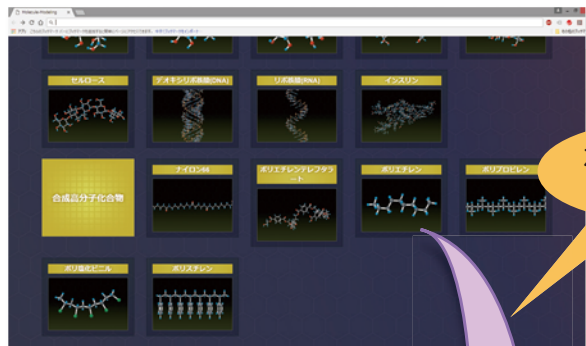 Molecule Modeling
セルロース
デオキシリボ核酸(DNA)
リボ核酸(RNA)
インスリン
合成高分子化合物
ナイロン66
ポリエチレンテレフタラ
ート
ポリエチレン
ポリプロピレン
ポリ塩化ビニル
ポリスチレン